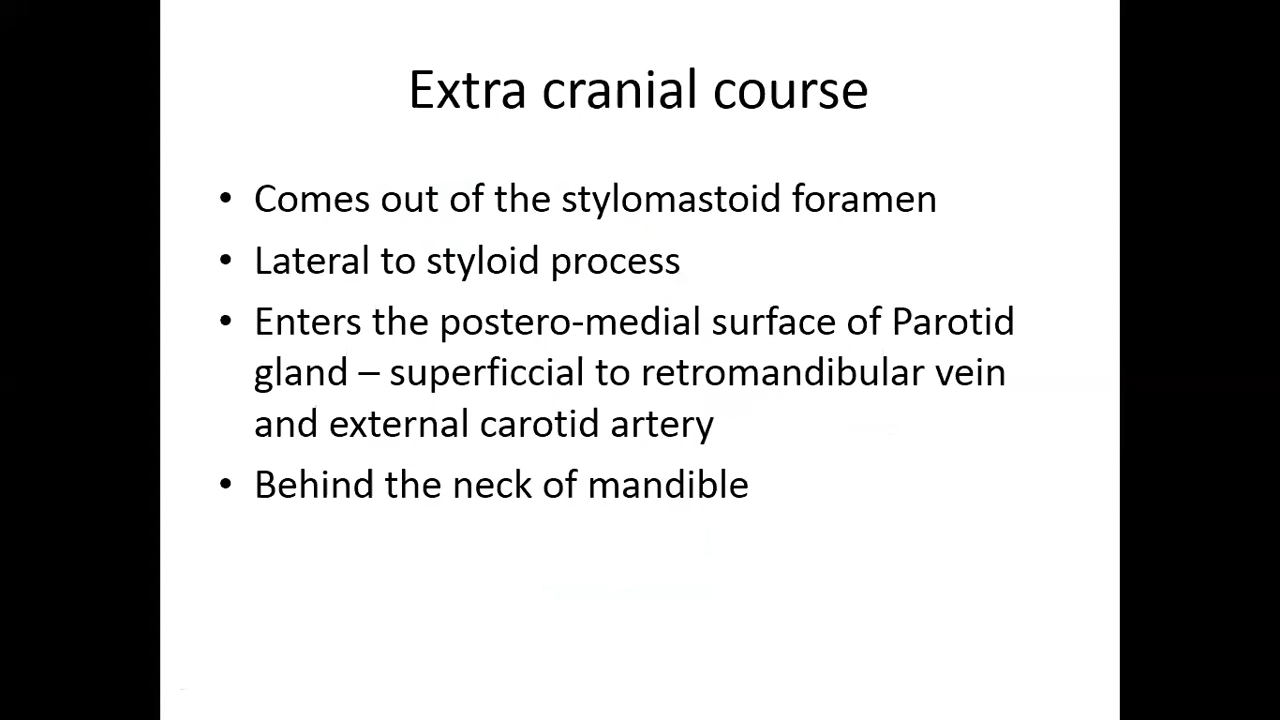 Extra cranial course
• Comes out of the stylomastoid foramen
• Lateral to styloid process
• Enters the postero-medial surface of Parotid
gland – superficcial to retromandibular vein
and external carotid artery
• Behind the neck of mandible